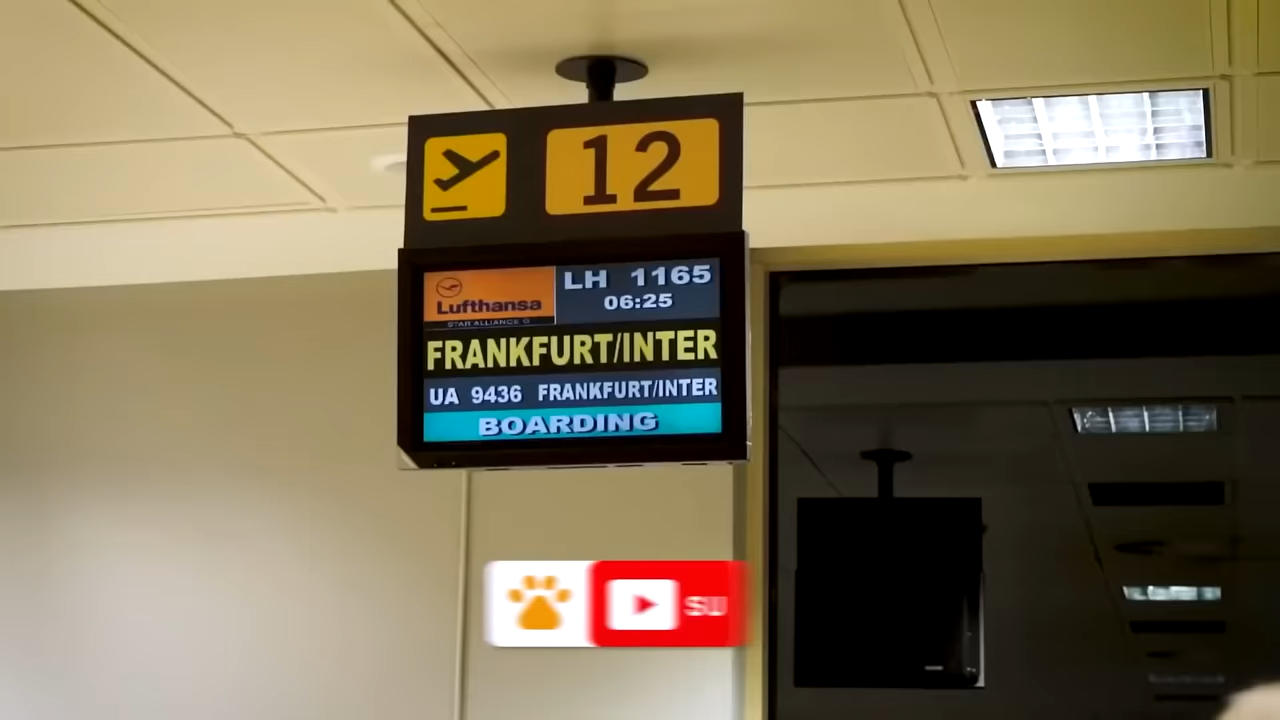 12
Lufthansa
STAR ALLIANCE
LH 1165
06:25
FRANKFURT/INTER
UA 9436 FRANKFURT/INTER
BOARDING
SU